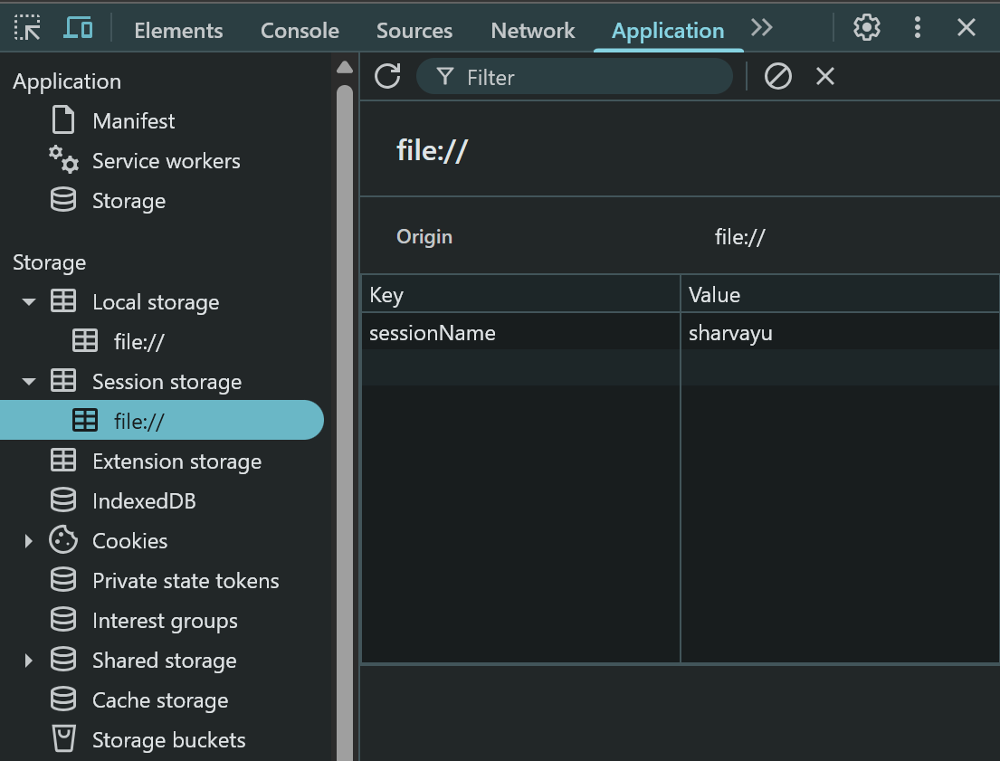 Elements Console Sources Network Application
Application
Manifest
Service workers
Storage
Storage
Local storage
file://
Session storage
file://
Extension storage
IndexedDB
Cookies
Private state tokens
Interest groups
Shared storage
Cache storage
Storage buckets
Filter
file://
Origin file://
Key Value
sessionName sharvayu